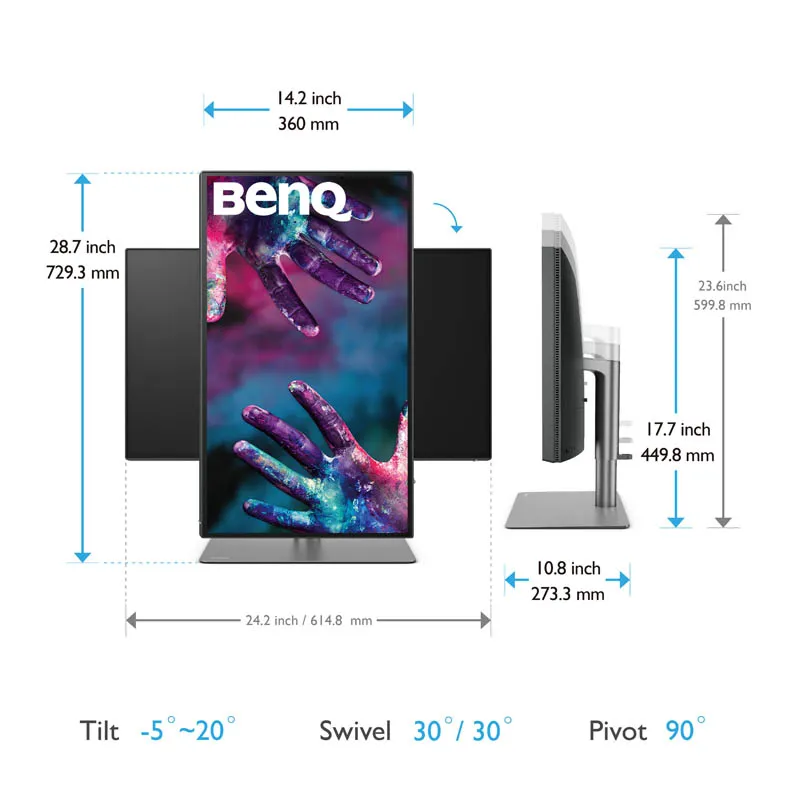 14.2 inch
360 mm
BenQ
28.7 inch
729.3 mm
23.6inch
599.8 mm
17.7 inch
449.8 mm
10.8 inch
273.3 mm
24.2 inch / 614.8 mm
Tilt -5°~20°
Swivel 30°/ 30°
Pivot 90°